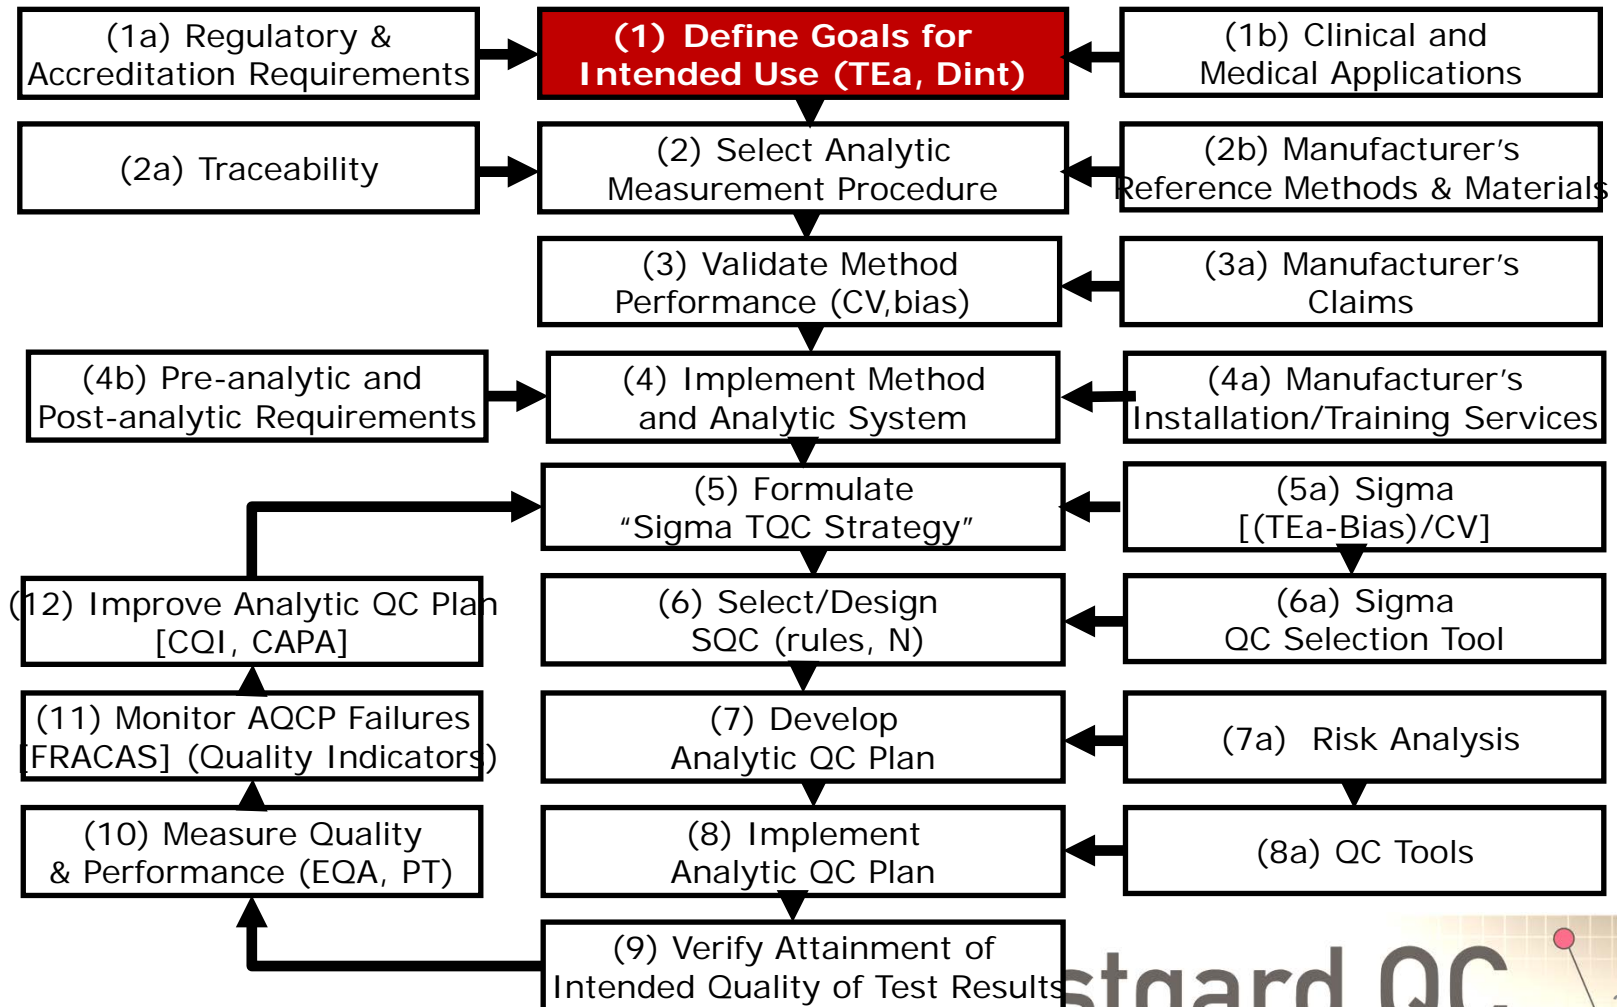 (1a) Regulatory &
Accreditation Requirements
(1) Define Goals for
Intended Use (TEa, Dint)
(1b) Clinical and
Medical Applications
(2a) Traceability
(2) Select Analytic
Measurement Procedure
(2b) Manufacturer’s
Reference Methods & Materials
(3) Validate Method
Performance (CV,bias)
(3a) Manufacturer’s
Claims
(4b) Pre-analytic and
Post-analytic Requirements
(4) Implement Method
and Analytic System
(4a) Manufacturer’s
Installation/Training Services
(5) Formulate
“Sigma TQC Strategy”
(5a) Sigma
[(TEa-Bias)/CV]
(12) Improve Analytic QC Plan
[CQI, CAPA]
(6) Select/Design
SQC (rules, N)
(6a) Sigma
QC Selection Tool
(11) Monitor AQCP Failures
[FRACAS] (Quality Indicators)
(7) Develop
Analytic QC Plan
(7a) Risk Analysis
(10) Measure Quality
& Performance (EQA, PT)
(8) Implement
Analytic QC Plan
(8a) QC Tools
(9) Verify Attainment of
Intended Quality of Test Results
stgard QC